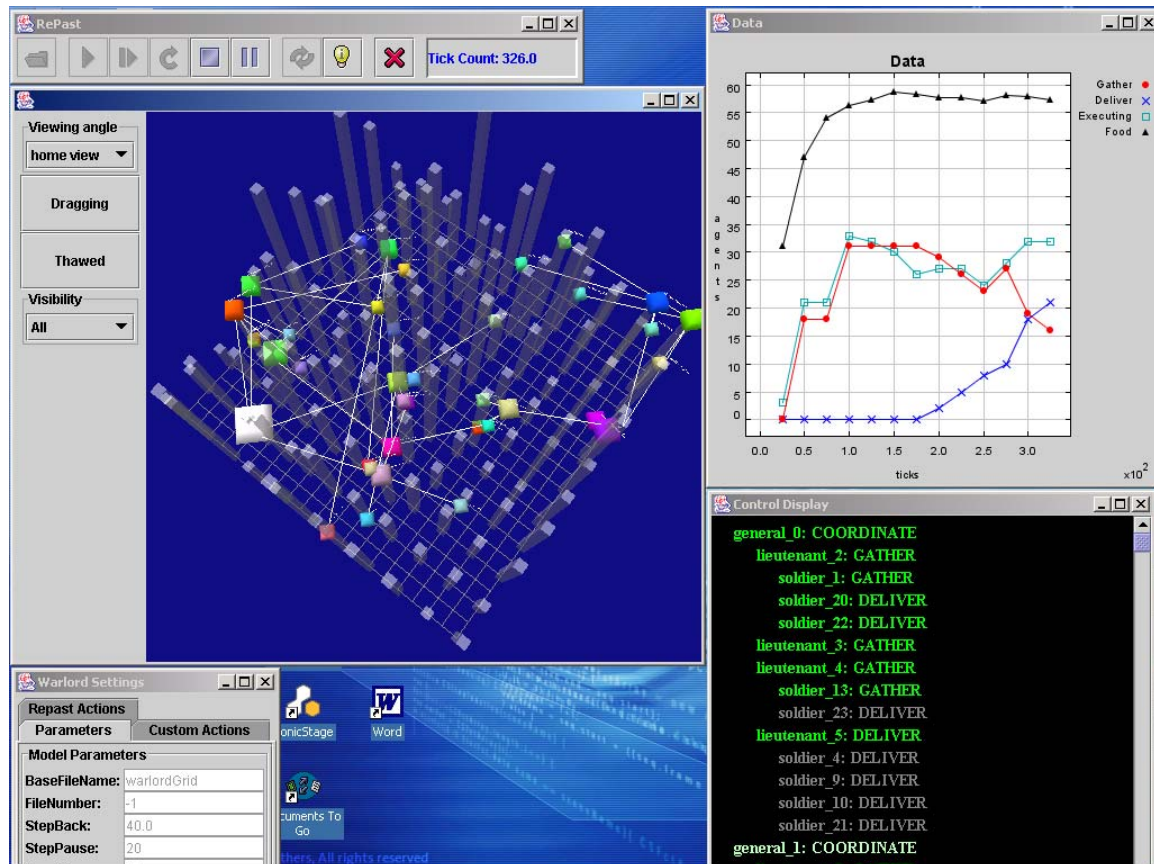 RePast
Tick Count: 326.0
Viewing angle
home view
Dragging
Thawed
Visibility
All
Data
Data
Gather
Deliver
Executing
Food
60
55
50
45
40
35
30
25
20
15
10
5
0
agents
0.0 0.5 1.0 1.5 2.0 2.5 3.0
ticks
x10²
Control Display
general_0: COORDINATE
lieutenant_2: GATHER
soldier_1: GATHER
soldier_20: DELIVER
soldier_22: DELIVER
lieutenant_3: GATHER
lieutenant_4: GATHER
soldier_13: GATHER
soldier_23: DELIVER
lieutenant_5: DELIVER
soldier_4: DELIVER
soldier_9: DELIVER
soldier_10: DELIVER
soldier_21: DELIVER
general_1: COORDINATE
Warlord Settings
Repast Actions
Parameters Custom Actions
Model Parameters
BaseFileName: warlordGrid
FileNumber: -1
StepBack: 40.0
StepPause: 20
onicStage
Word
cuments To
Go
thers, All rights reserved